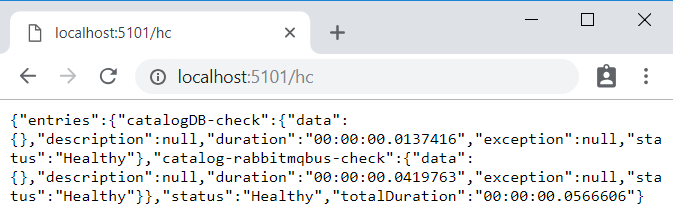 localhost:5101/hc
localhost:5101/hc
{"entries":{"catalogDB-check":{"data":
{},"description":null,"duration":"00:00:00.0137416","exception":null,"sta
tus":"Healthy"},"catalog-rabbitmqbus-check":{"data":
{},"description":null,"duration":"00:00:00.0419763","exception":null,"sta
tus":"Healthy"}},"status":"Healthy","totalDuration":"00:00:00.0566606"}